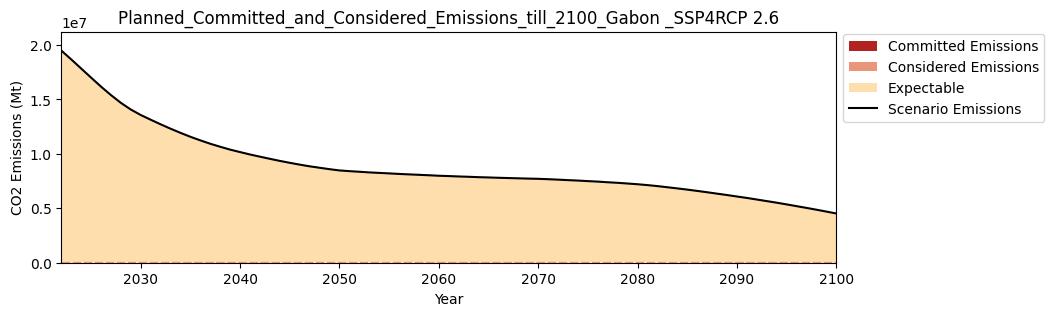 Planned_Committed_and_Considered_Emissions_till_2100_Gabon _SSP4RCP 2.6
1e7
2.0
1.5
1.0
0.5
0.0
CO2 Emissions (Mt)
2030 2040 2050 2060 2070 2080 2090 2100
Year
Committed Emissions
Considered Emissions
Expectable
Scenario Emissions